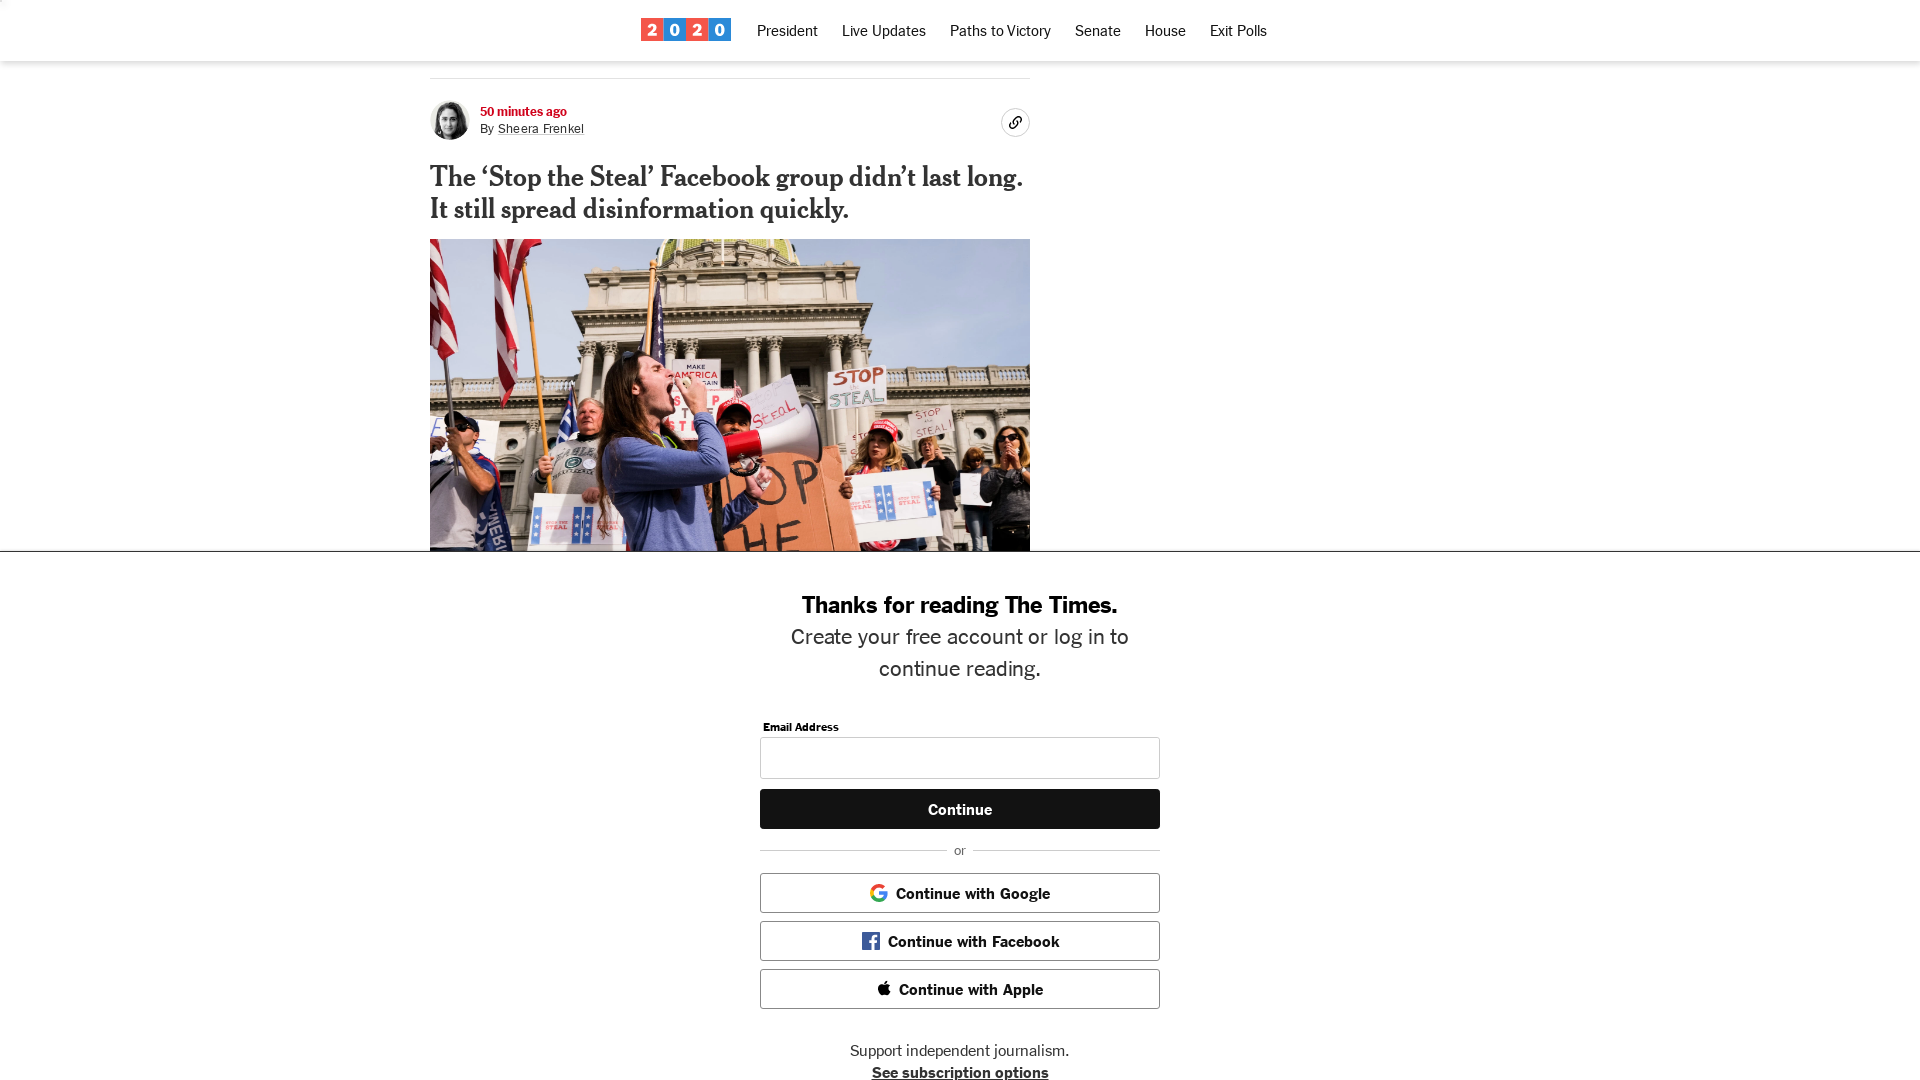 2020 President Live Updates Paths to Victory Senate House Exit Polls
50 minutes ago
By Sheera Frenkel
The ‘Stop the Steal’ Facebook group didn’t last long.
It still spread disinformation quickly.
MAKE
AMERICA
STOP
THE
STEAL
STEAL
STOP
STEAL
STOP
STEAL!
STOP
HE
Thanks for reading The Times.
Create your free account or log in to
continue reading.
Email Address
Continue
or
Continue with Google
Continue with Facebook
Continue with Apple
Support independent journalism.
See subscription options